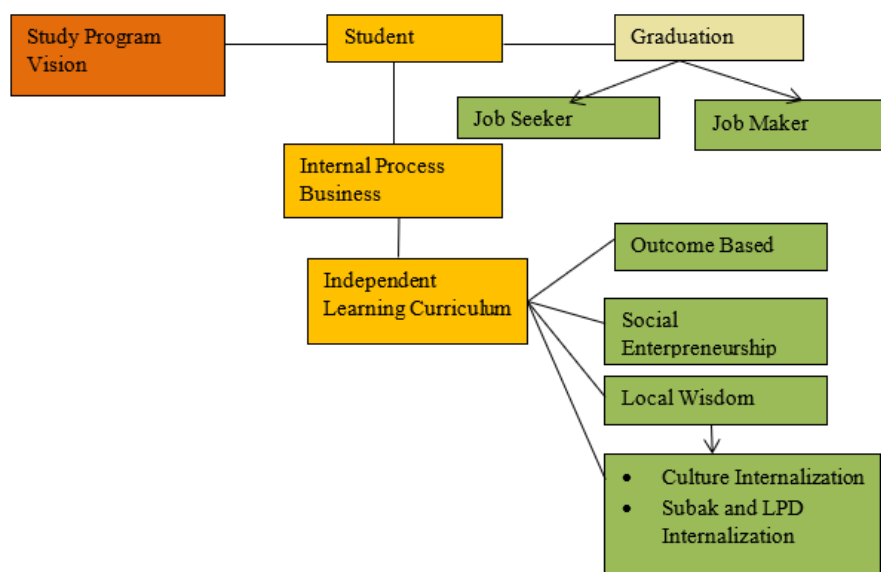 Study Program
Vision
Student
Graduation
Job Seeker
Job Maker
Internal Process
Business
Independent
Learning Curriculum
Outcome Based
Social
Enterpreneurship
Local Wisdom
• Culture Internalization
• Subak and LPD
Internalization